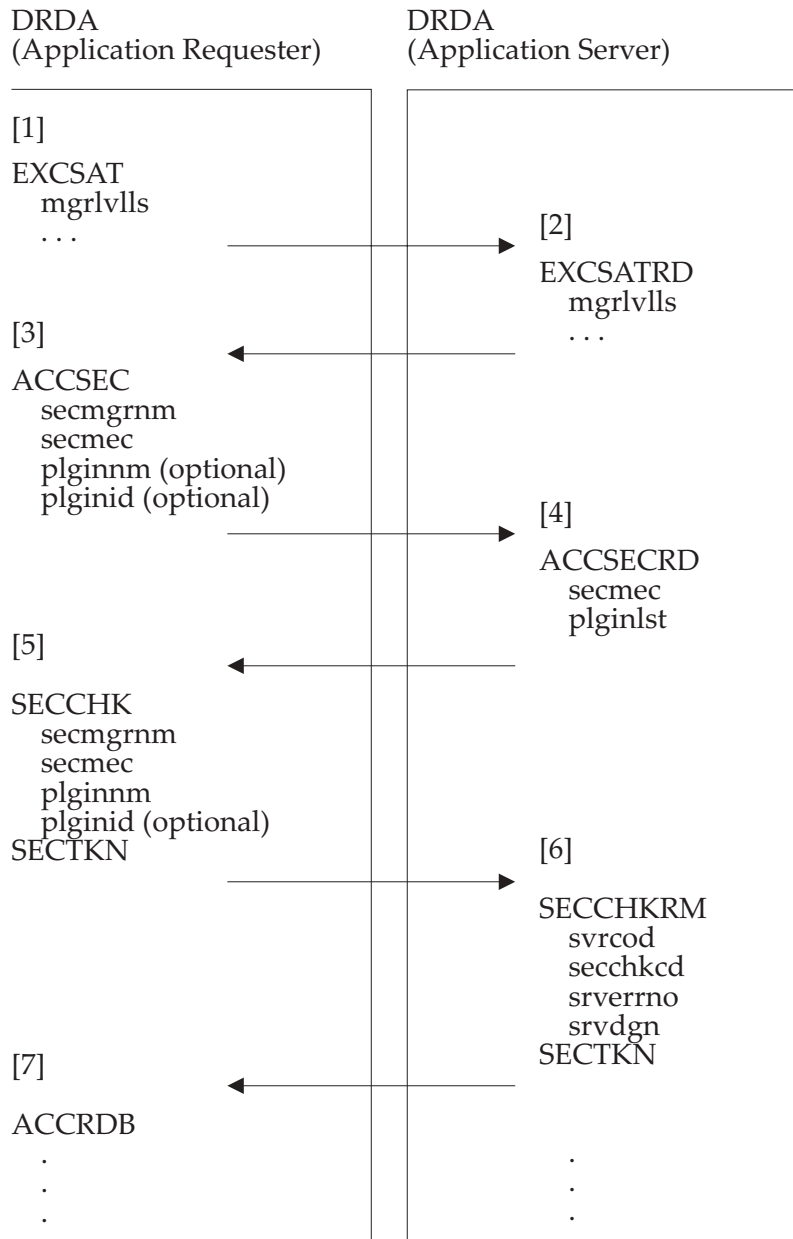 DRDA
(Application Requester)
DRDA
(Application Server)
[1]
EXCSAT
mgrlvlls
. . .
[2]
EXCSATRD
mgrlvlls
. . .
[3]
ACCSEC
secmgrnm
secmec
plginnm (optional)
plginid (optional)
[4]
ACCSECRD
secmec
plginlst
[5]
SECCHK
secmgrnm
secmec
plginnm
plginid (optional)
SECTKN
[6]
SECCHKRM
svrcod
secchkcd
srverrno
srvdgn
SECTKN
[7]
ACCRDB
.
.
.
.
.
.